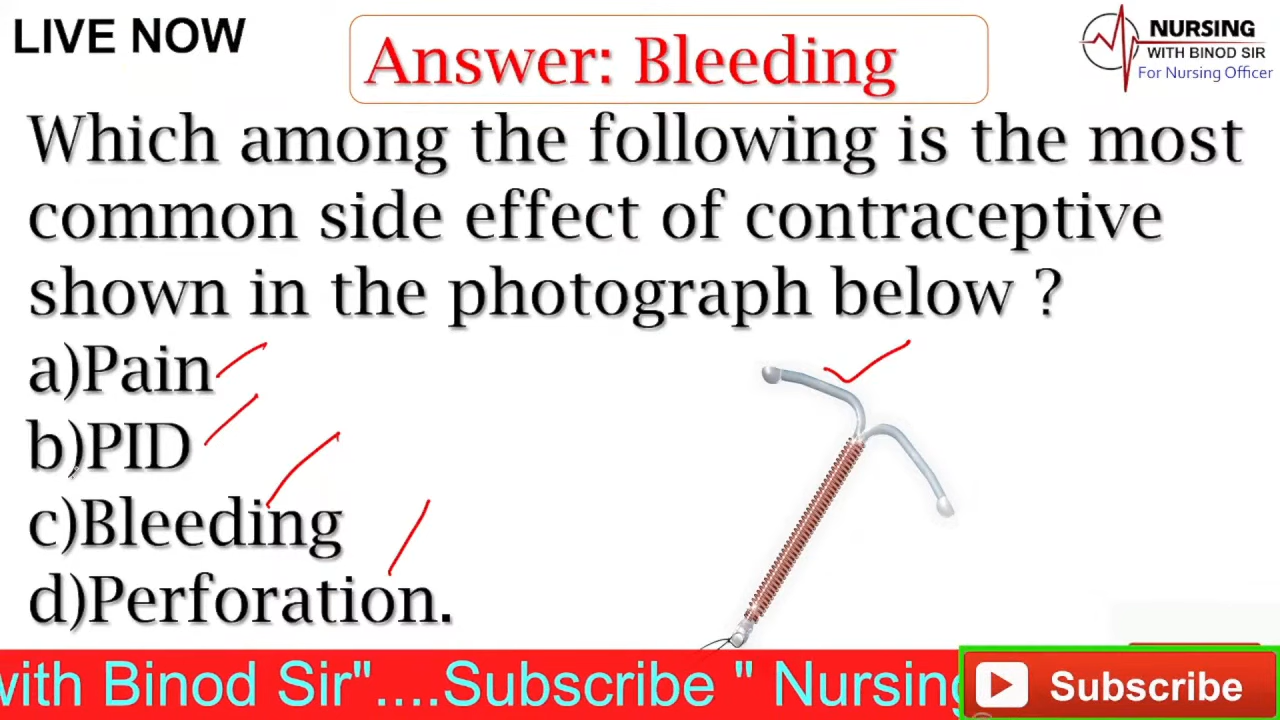 LIVE NOW
Answer: Bleeding
NURSING
WITH BINOD SIR
For Nursing Officer
Which among the following is the most
common side effect of contraceptive
shown in the photograph below ?
a)Pain
b)PID
c)Bleeding
d)Perforation.
with Binod Sir"....Subscribe " Nursing
Subscribe